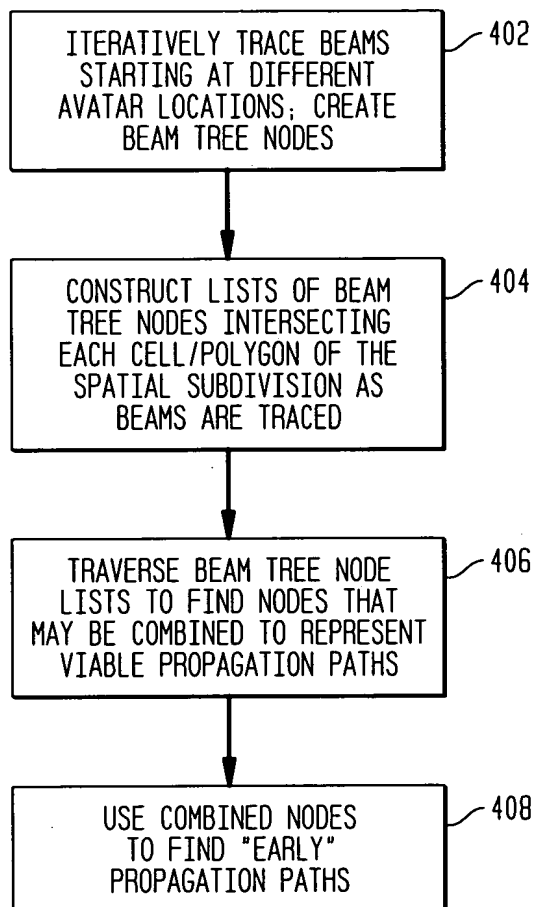 ITERATIVELY TRACE BEAMS
STARTING AT DIFFERENT
AVATAR LOCATIONS; CREATE
BEAM TREE NODES
402
CONSTRUCT LISTS OF BEAM
TREE NODES INTERSECTING
EACH CELL/POLYGON OF THE
SPATIAL SUBDIVISION AS
BEAMS ARE TRACED
404
TRAVERSE BEAM TREE NODE
LISTS TO FIND NODES THAT
MAY BE COMBINED TO REPRESENT
VIABLE PROPAGATION PATHS
406
USE COMBINED NODES
TO FIND "EARLY"
PROPAGATION PATHS
408